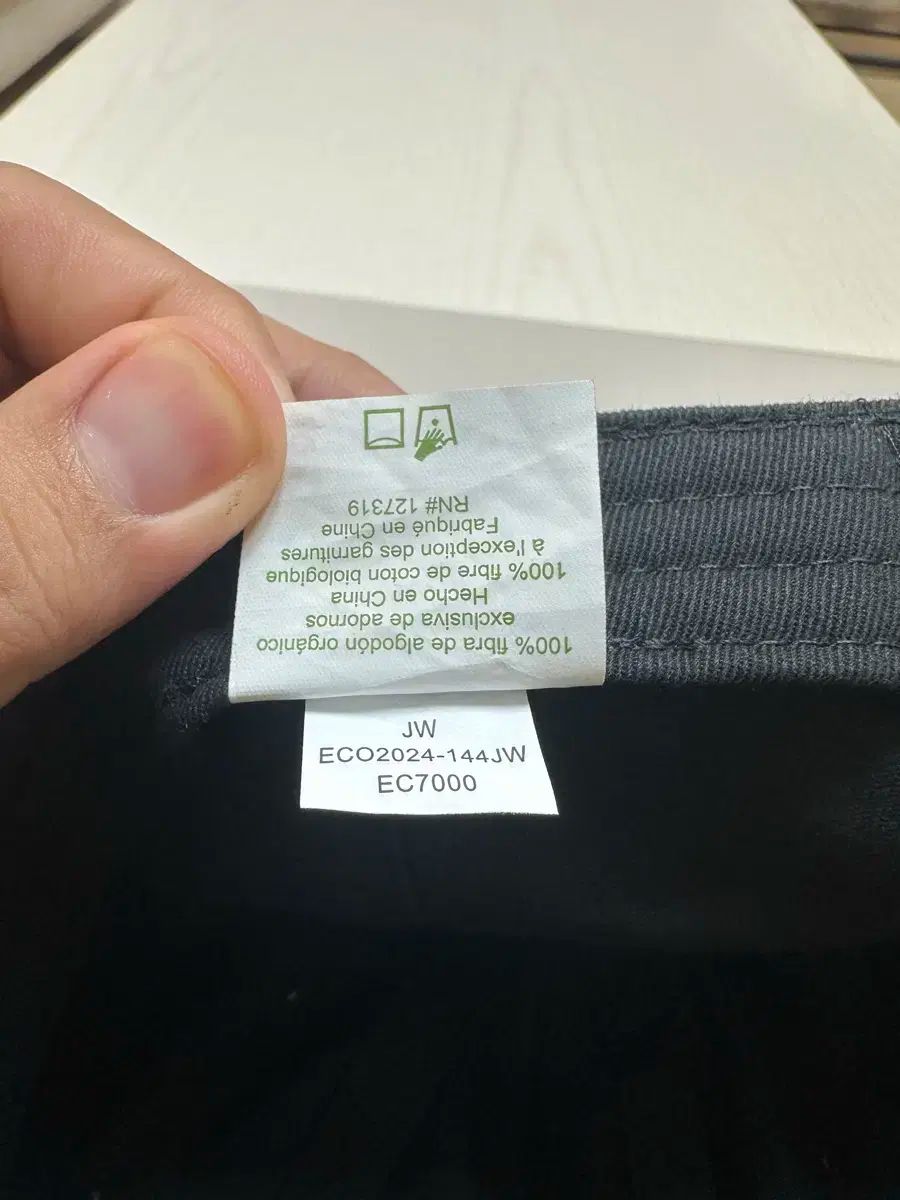 100% fibra de algodón orgánico
exclusiva de adornos
Hecho en China
100% fibre de coton biologique
à l'exception des garnitures
Fabriqué en Chine
RN# 127319
JW
ECO2024-144JW
EC7000